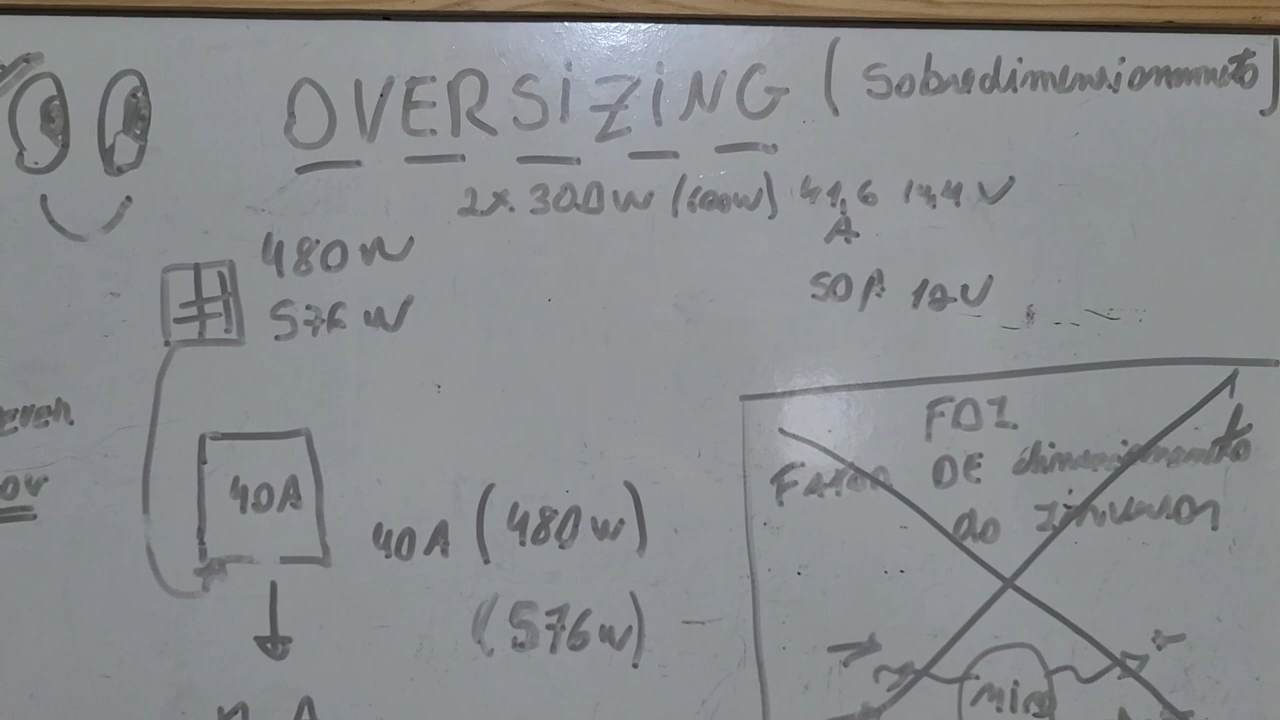 OVERSiZiNG (Sobredimensionamento)
2x 300W (600W) 41,6 14,4 V
A
50A 12V
480W
576W
40A
40A (480W)
(576W)
FDI
Fator DE dimensionamento
do Inversor